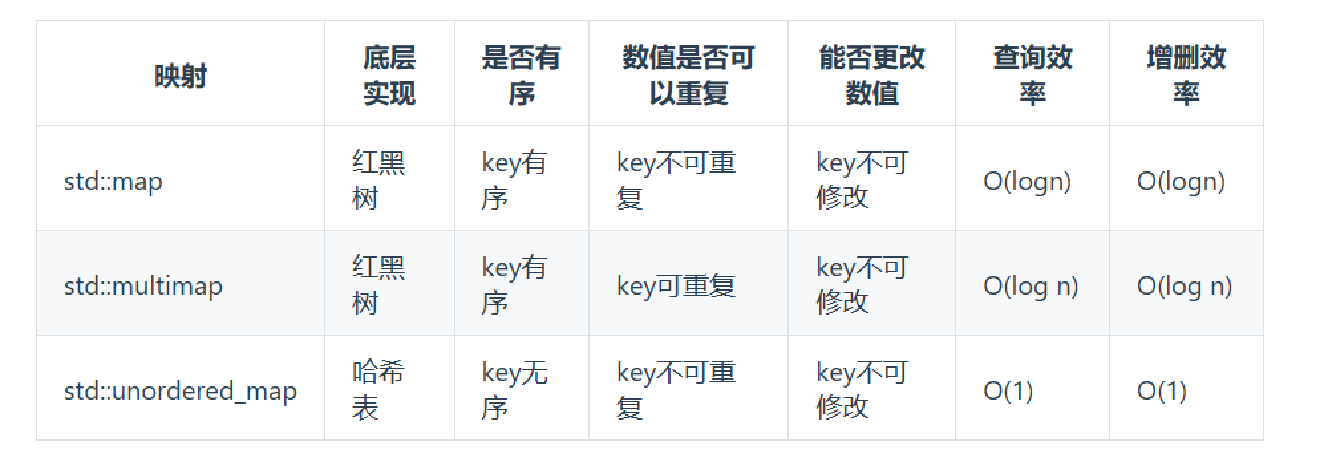 映射
底层
实现
是否有
序
数值是否可
以重复
能否更改
数值
查询效
率
增删效
率
std::map
红黑
树
key有
序
key不可重
复
key不可
修改
O(logn)
O(logn)
std::multimap
红黑
树
key有
序
key可重复
key不可
修改
O(log n)
O(log n)
std::unordered_map
哈希
表
key无
序
key不可重
复
key不可
修改
O(1)
O(1)